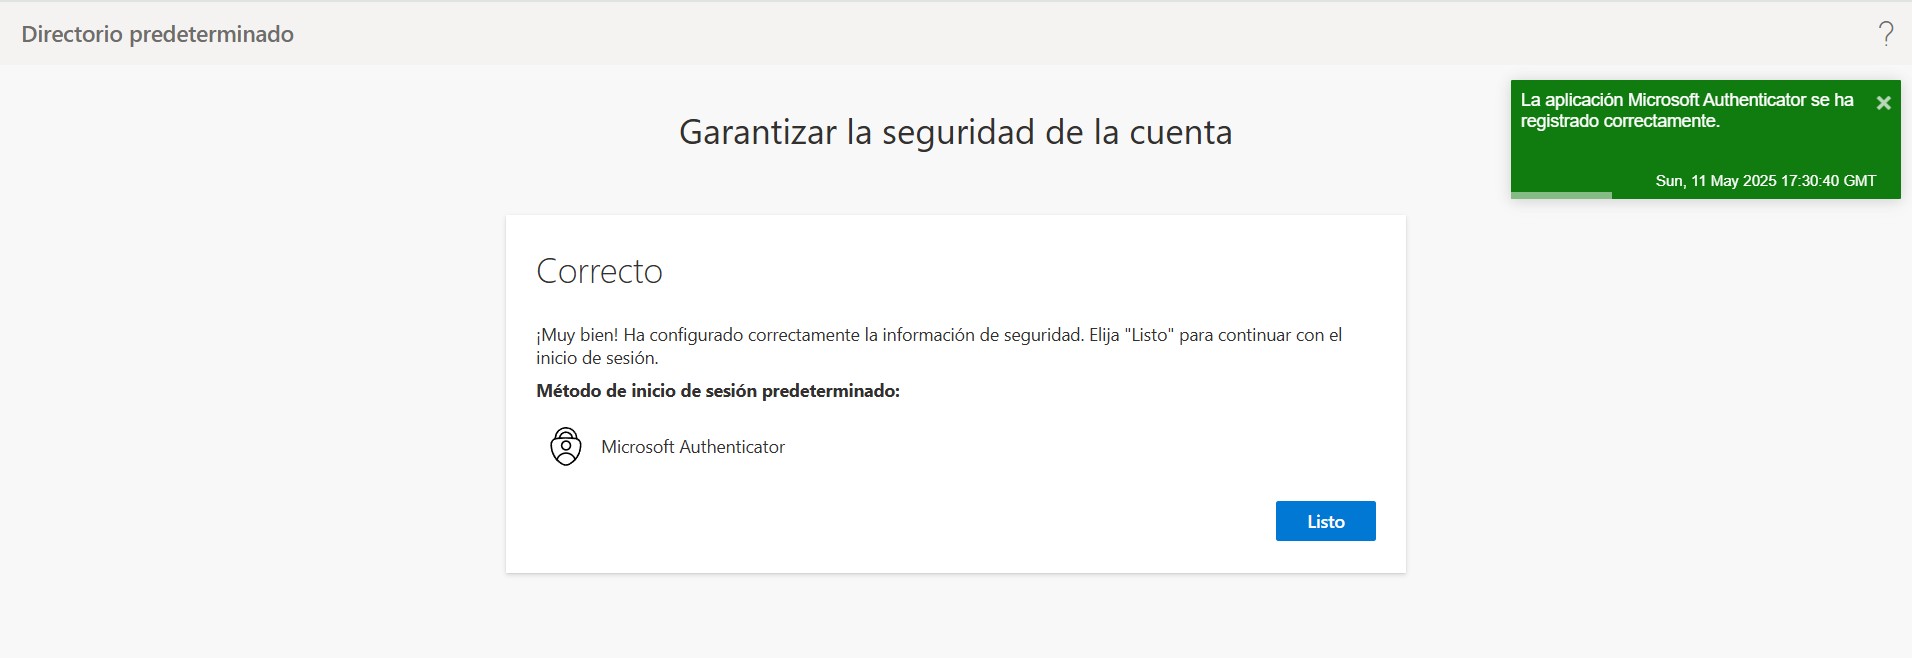 Directorio predeterminado
?
La aplicación Microsoft Authenticator se ha
registrado correctamente.
Sun, 11 May 2025 17:30:40 GMT
Garantizar la seguridad de la cuenta
Correcto
¡Muy bien! Ha configurado correctamente la información de seguridad. Elija "Listo" para continuar con el
inicio de sesión.
Método de inicio de sesión predeterminado:
Microsoft Authenticator
Listo